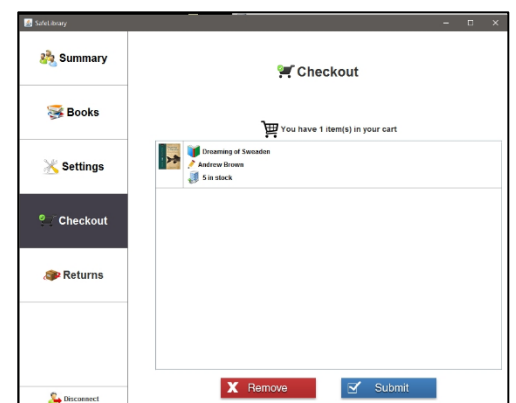 SafeLibrary
Summary
Books
Settings
Checkout
Returns
Disconnect
Checkout
You have 1 item(s) in your cart
Dreaming of Sweaden
Andrew Brown
5 in stock
Remove
Submit